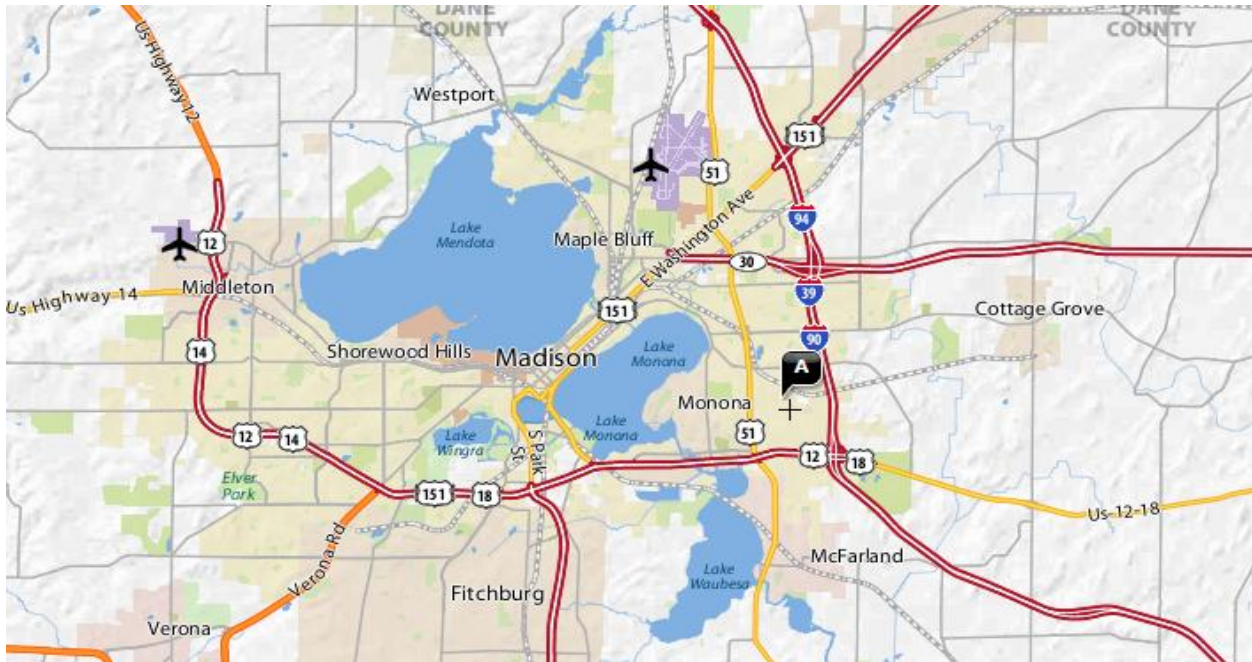 DANE
COUNTY
DANE
COUNTY
Us Highway 12
Westport
151
51
94
12
Lake
Mendota
Maple Bluff
E Washington Ave
30
Middleton
Us Highway 14
39
151
Cottage Grove
90
14
Shorewood Hills
Madison
Lake
Monona
A
Monona
Lake
Monona
51
12
14
Lake
Wingra
S Park
St
12
18
Elver
Park
151
18
Us-12-18
Verona Rd
McFarland
Lake
Waubesa
Fitchburg
Verona